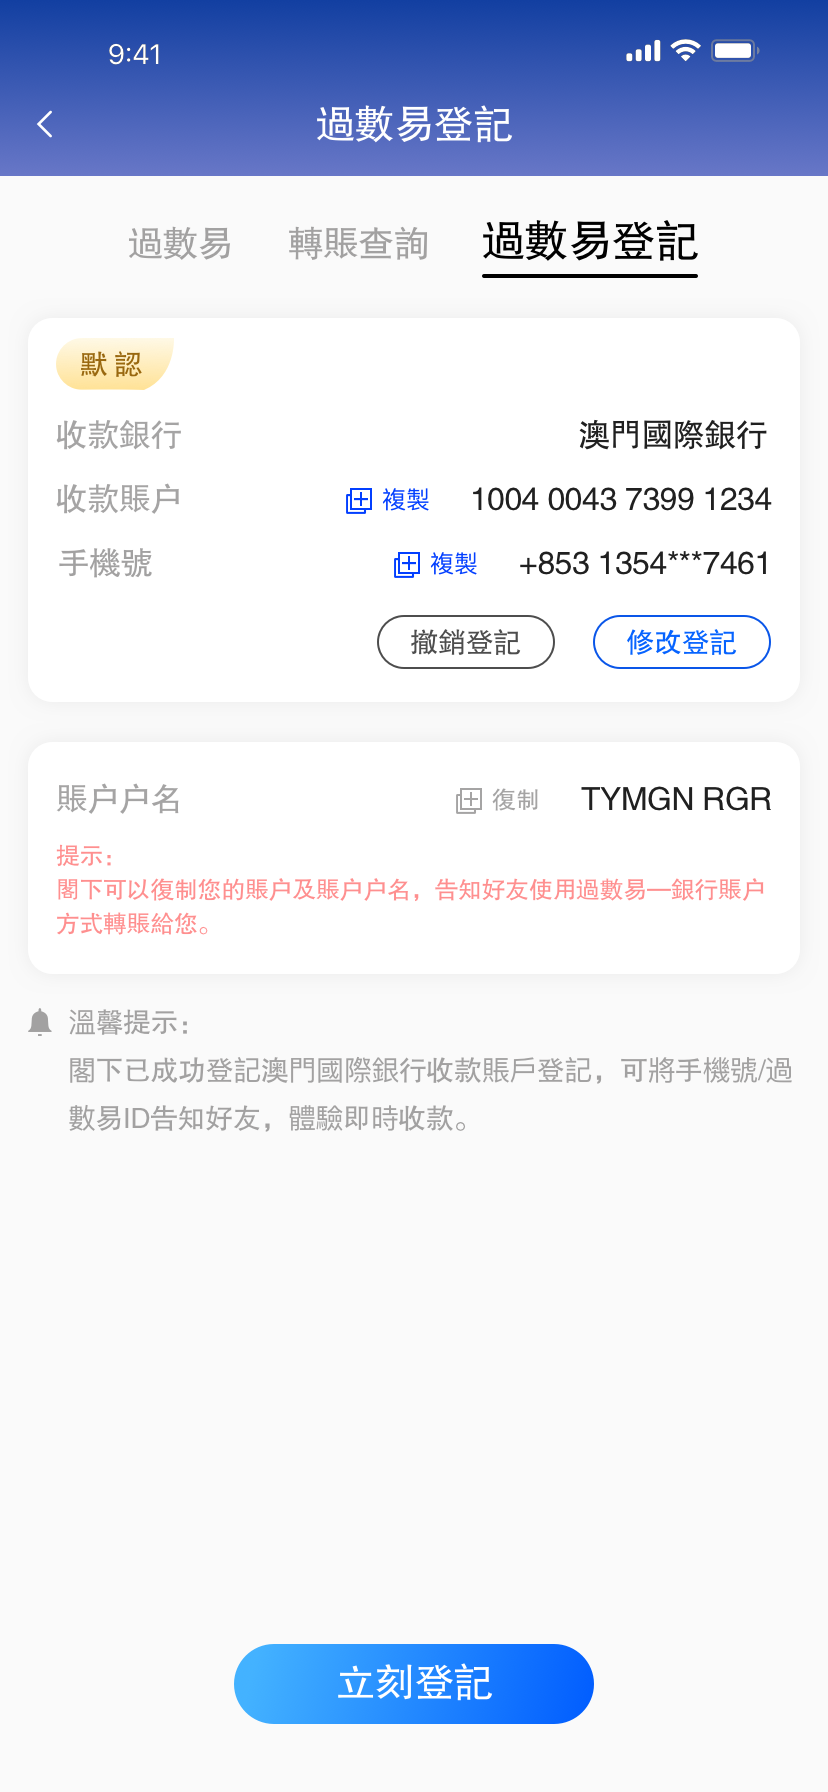 9:41
過數易登記
過數易 轉賬查詢 過數易登記
默認
收款銀行 澳門國際銀行
收款賬户 複製 1004 0043 7399 1234
手機號 複製 +853 1354***7461
撤銷登記 修改登記
賬户户名 復制 TYMGN RGR
提示：
閣下可以復制您的賬户及賬户户名，告知好友使用過數易—銀行賬户
方式轉賬給您。
溫馨提示：
閣下已成功登記澳門國際銀行收款賬戶登記，可將手機號/過
數易ID告知好友，體驗即時收款。
立刻登記